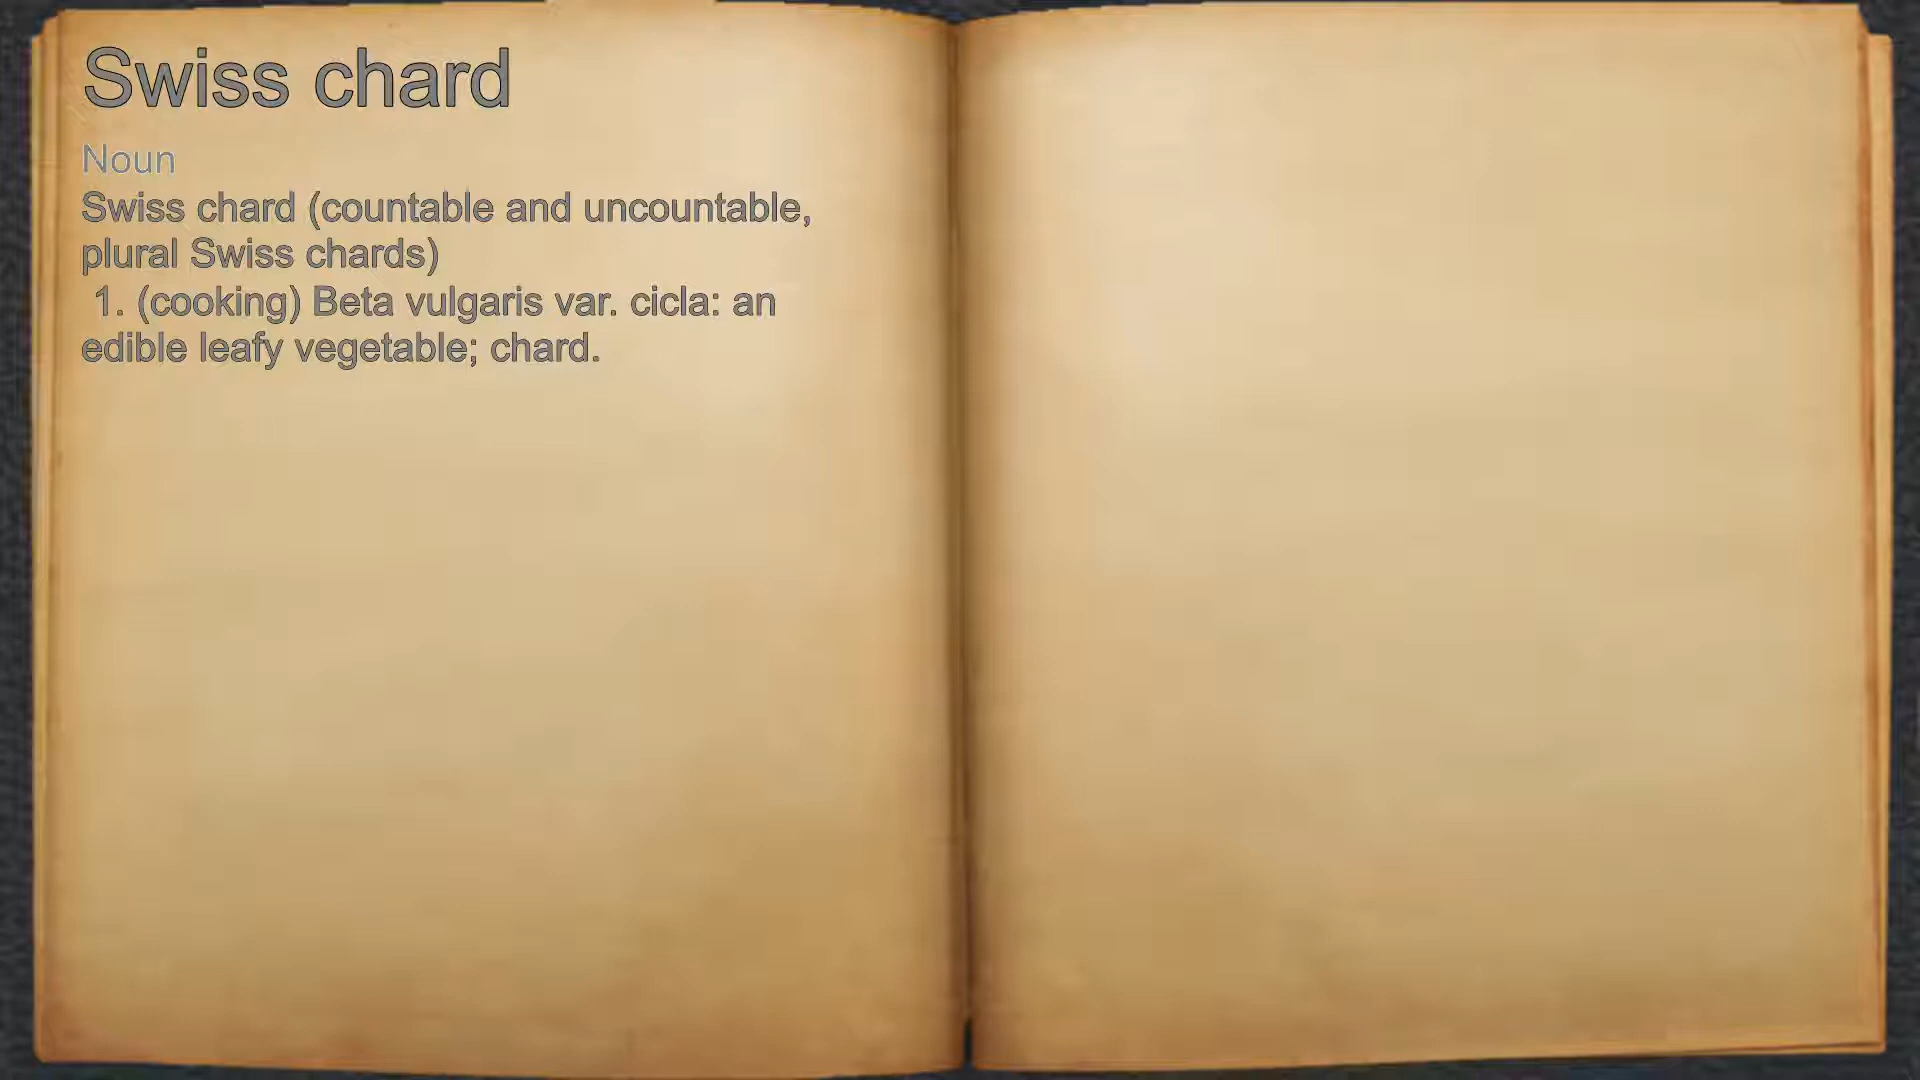 Swiss chard
Noun
Swiss chard (countable and uncountable,
plural Swiss chards)
1. (cooking) Beta vulgaris var. cicla: an
edible leafy vegetable; chard.